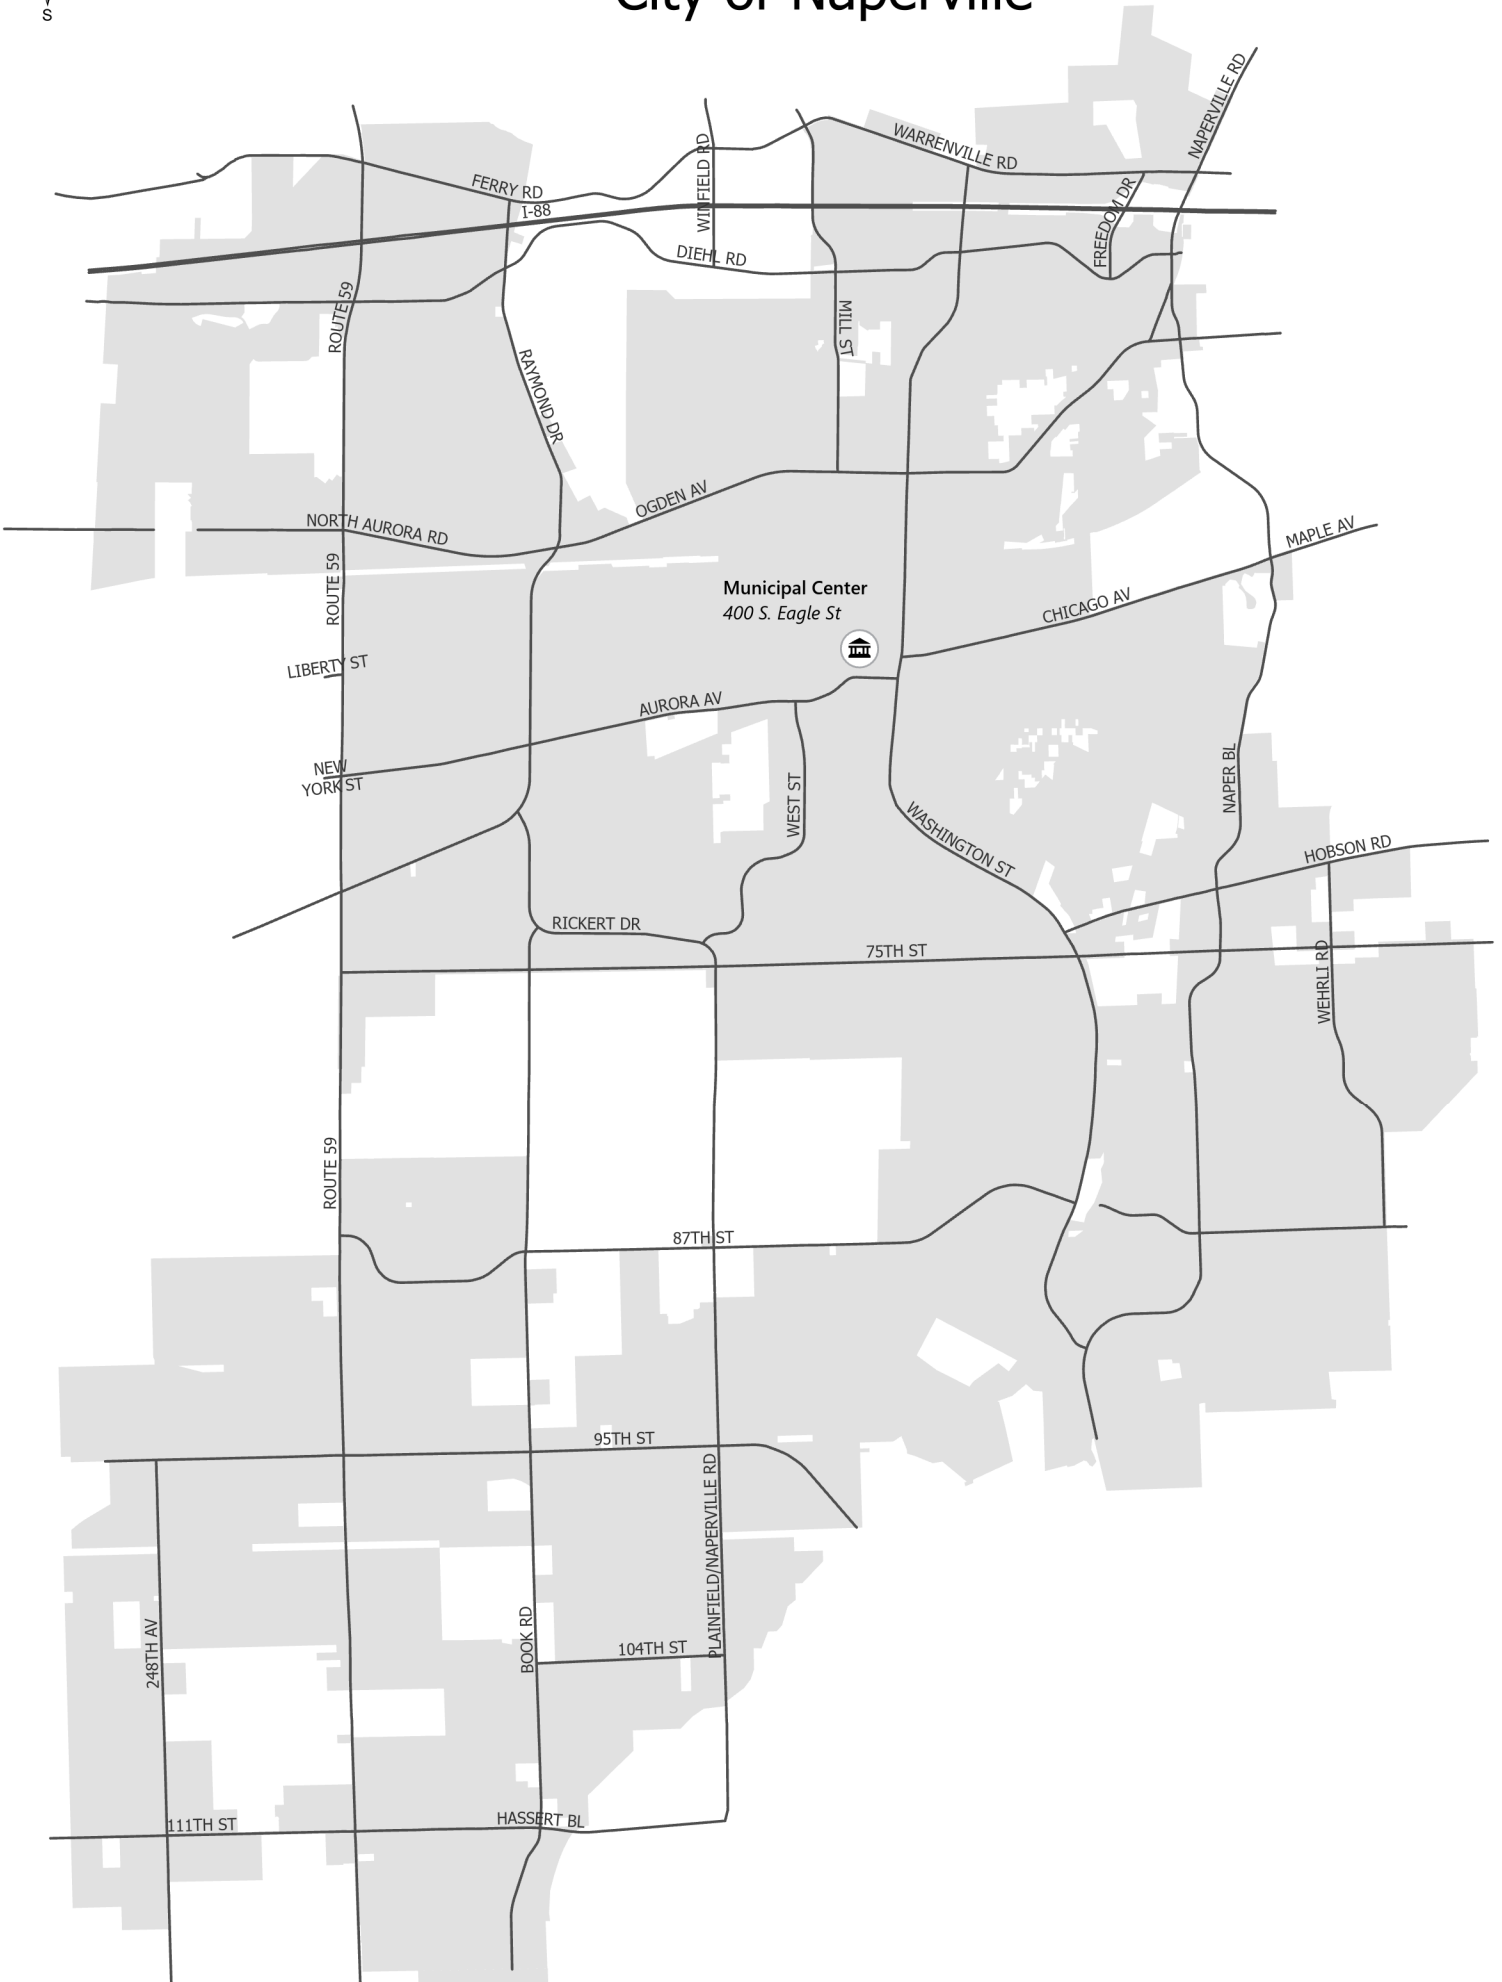 S
City of Naperville
NAPERVILLE RD
WARRENVILLE RD
WINFIELD RD
FERRY RD
I-88
FREEDOM DR
DIEHL RD
ROUTE 59
MILL ST
RAYMOND DR
OGDEN AV
NORTH AURORA RD
MAPLE AV
ROUTE 59
Municipal Center
400 S. Eagle St
CHICAGO AV
LIBERTY ST
AURORA AV
NEW
YORK ST
WEST ST
NAPER BL
WASHINGTON ST
HOBSON RD
RICKERT DR
75TH ST
WEHRLI RD
ROUTE 59
87TH ST
95TH ST
PLAINFIELD/NAPERVILLE RD
248TH AV
BOOK RD
104TH ST
111TH ST
HASSERT BL